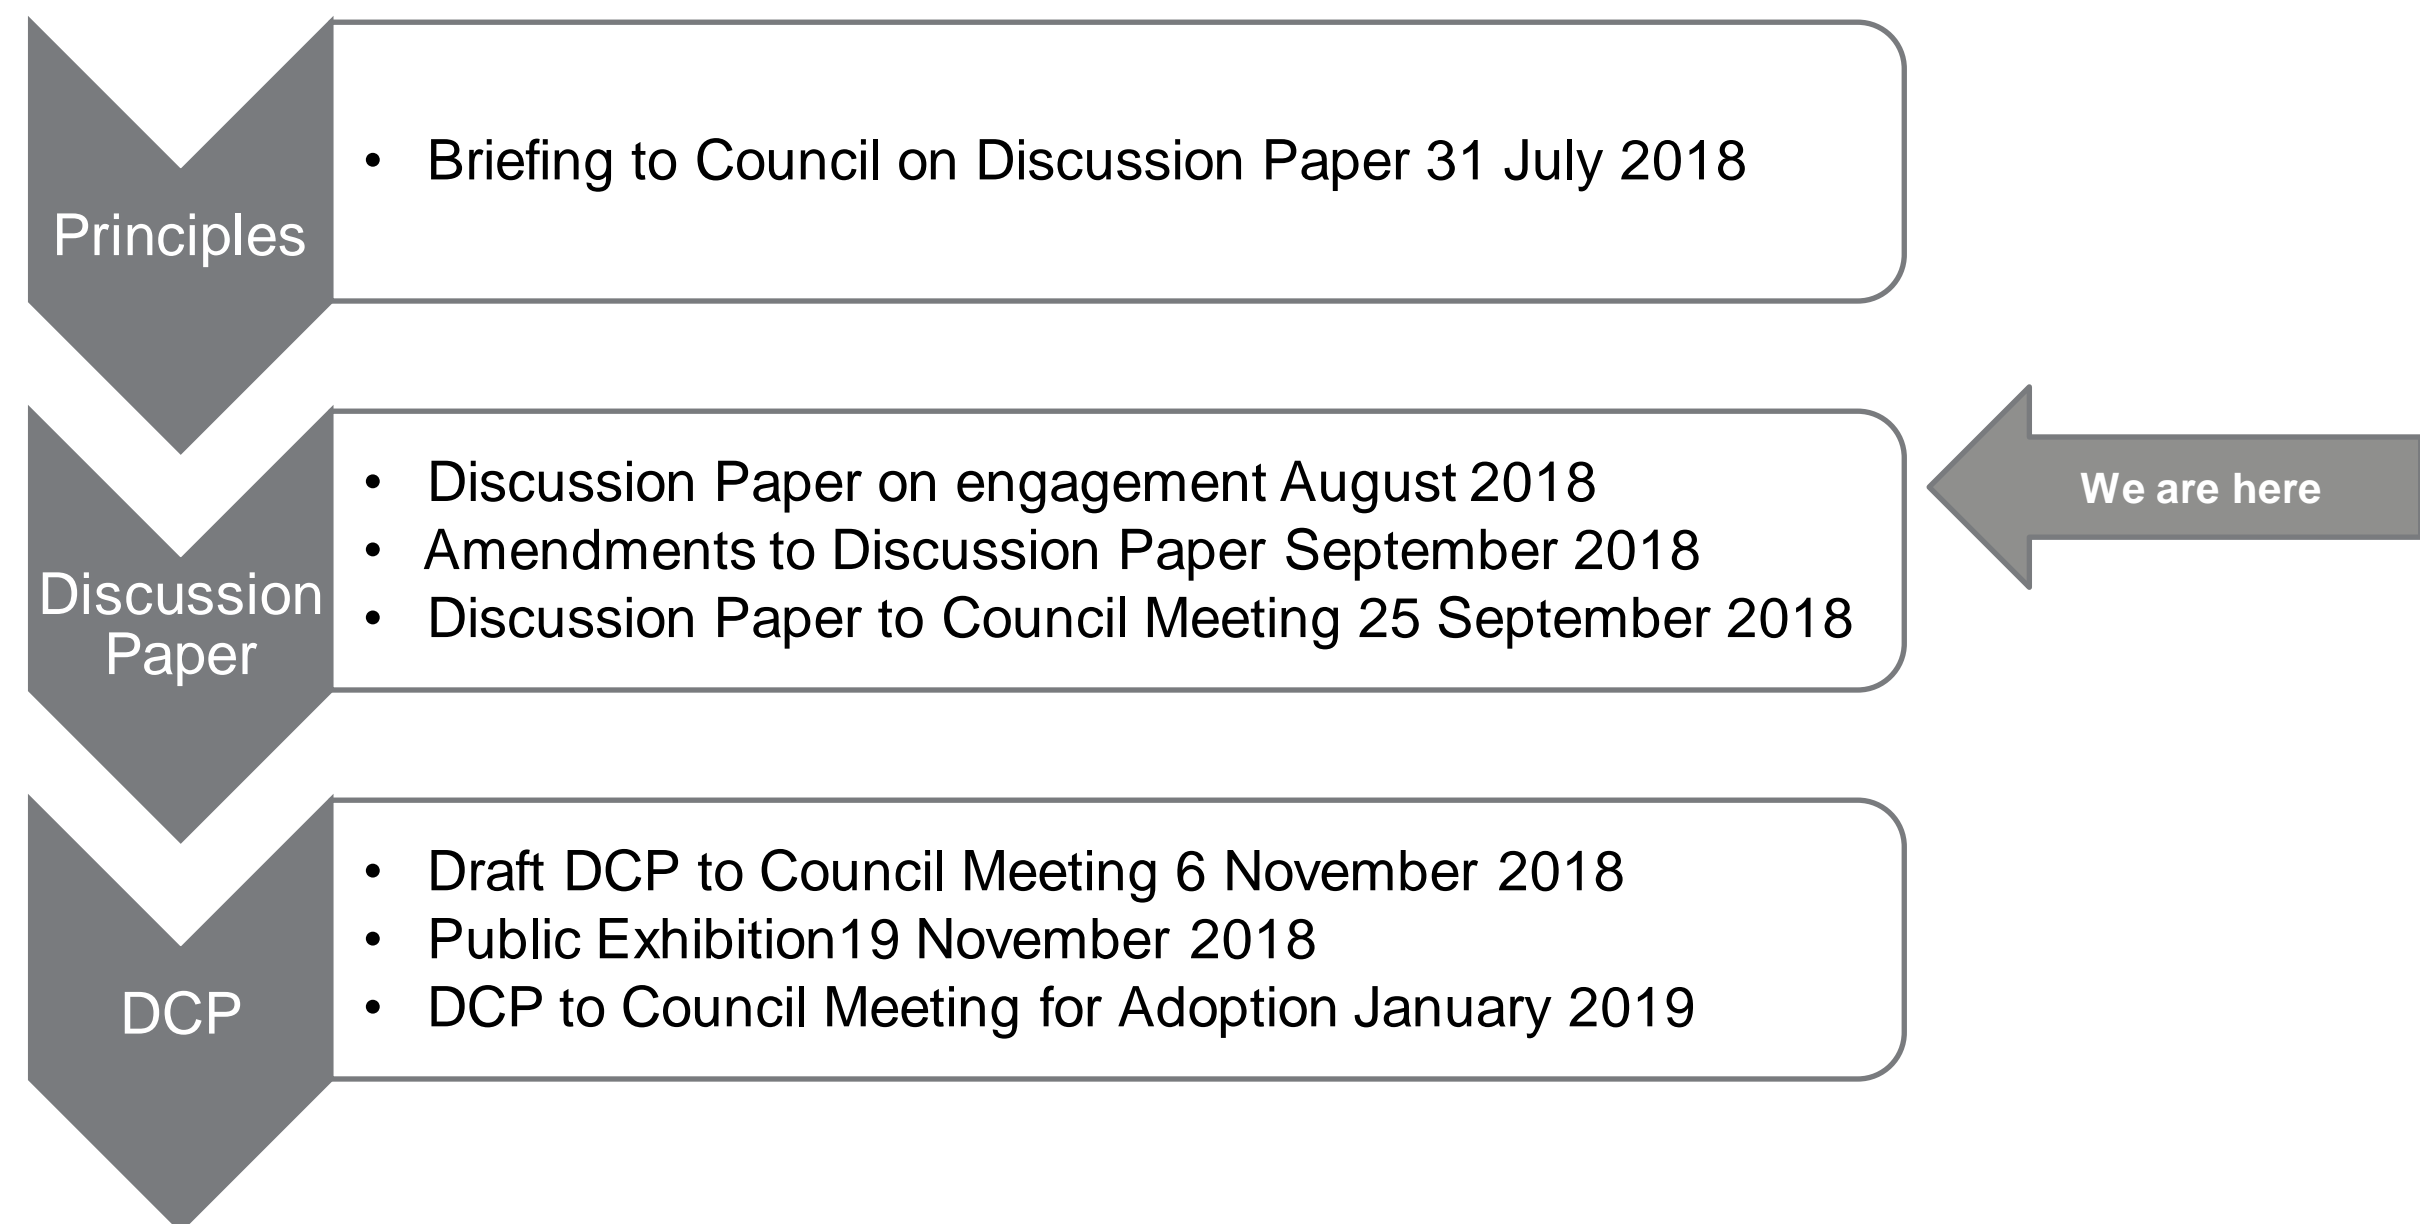 Principles
• Briefing to Council on Discussion Paper 31 July 2018
Discussion
Paper
• Discussion Paper on engagement August 2018
• Amendments to Discussion Paper September 2018
• Discussion Paper to Council Meeting 25 September 2018
We are here
DCP
• Draft DCP to Council Meeting 6 November 2018
• Public Exhibition19 November 2018
• DCP to Council Meeting for Adoption January 2019